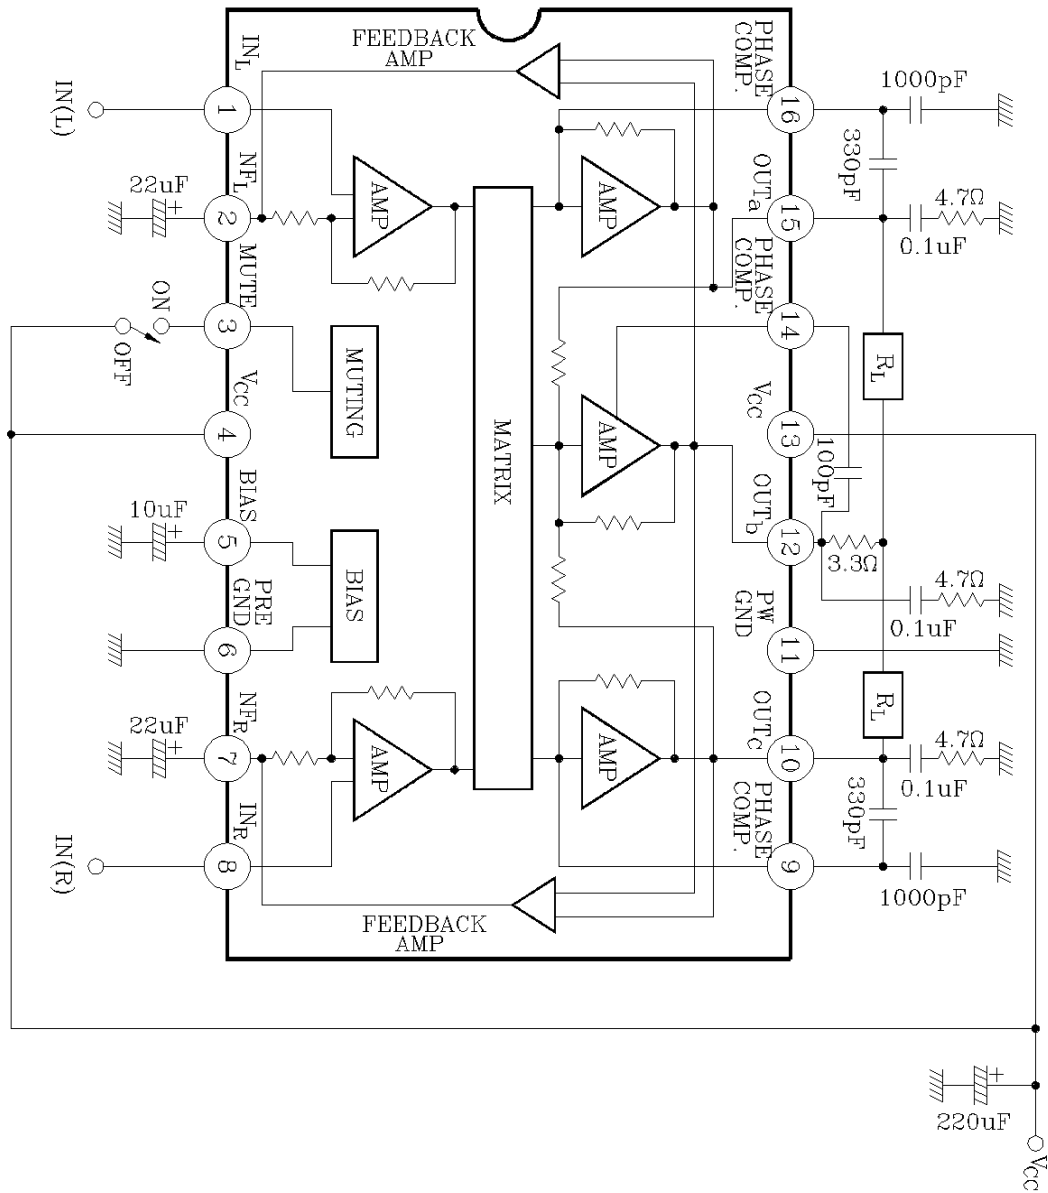 FEEDBACK
AMP
IN(L)
IN_L
1
PHASE
COMP.
16
1000pF
330pF
22uF
+
NF_L
2
AMP
AMP
OUT_a
15
4.7Ω
0.1uF
ON
OFF
MUTE
3
MUTING
PHASE
COMP.
14
R_L
V_CC
4
MATRIX
AMP
V_CC
13
100pF
10uF
+
BIAS
5
BIAS
OUT_b
12
3.3Ω
4.7Ω
0.1uF
PRE
GND
6
PW
GND
11
R_L
22uF
+
NF_R
7
AMP
AMP
OUT_c
10
4.7Ω
0.1uF
330pF
IN(R)
IN_R
8
PHASE
COMP.
9
1000pF
FEEDBACK
AMP
+
220uF
V_CC